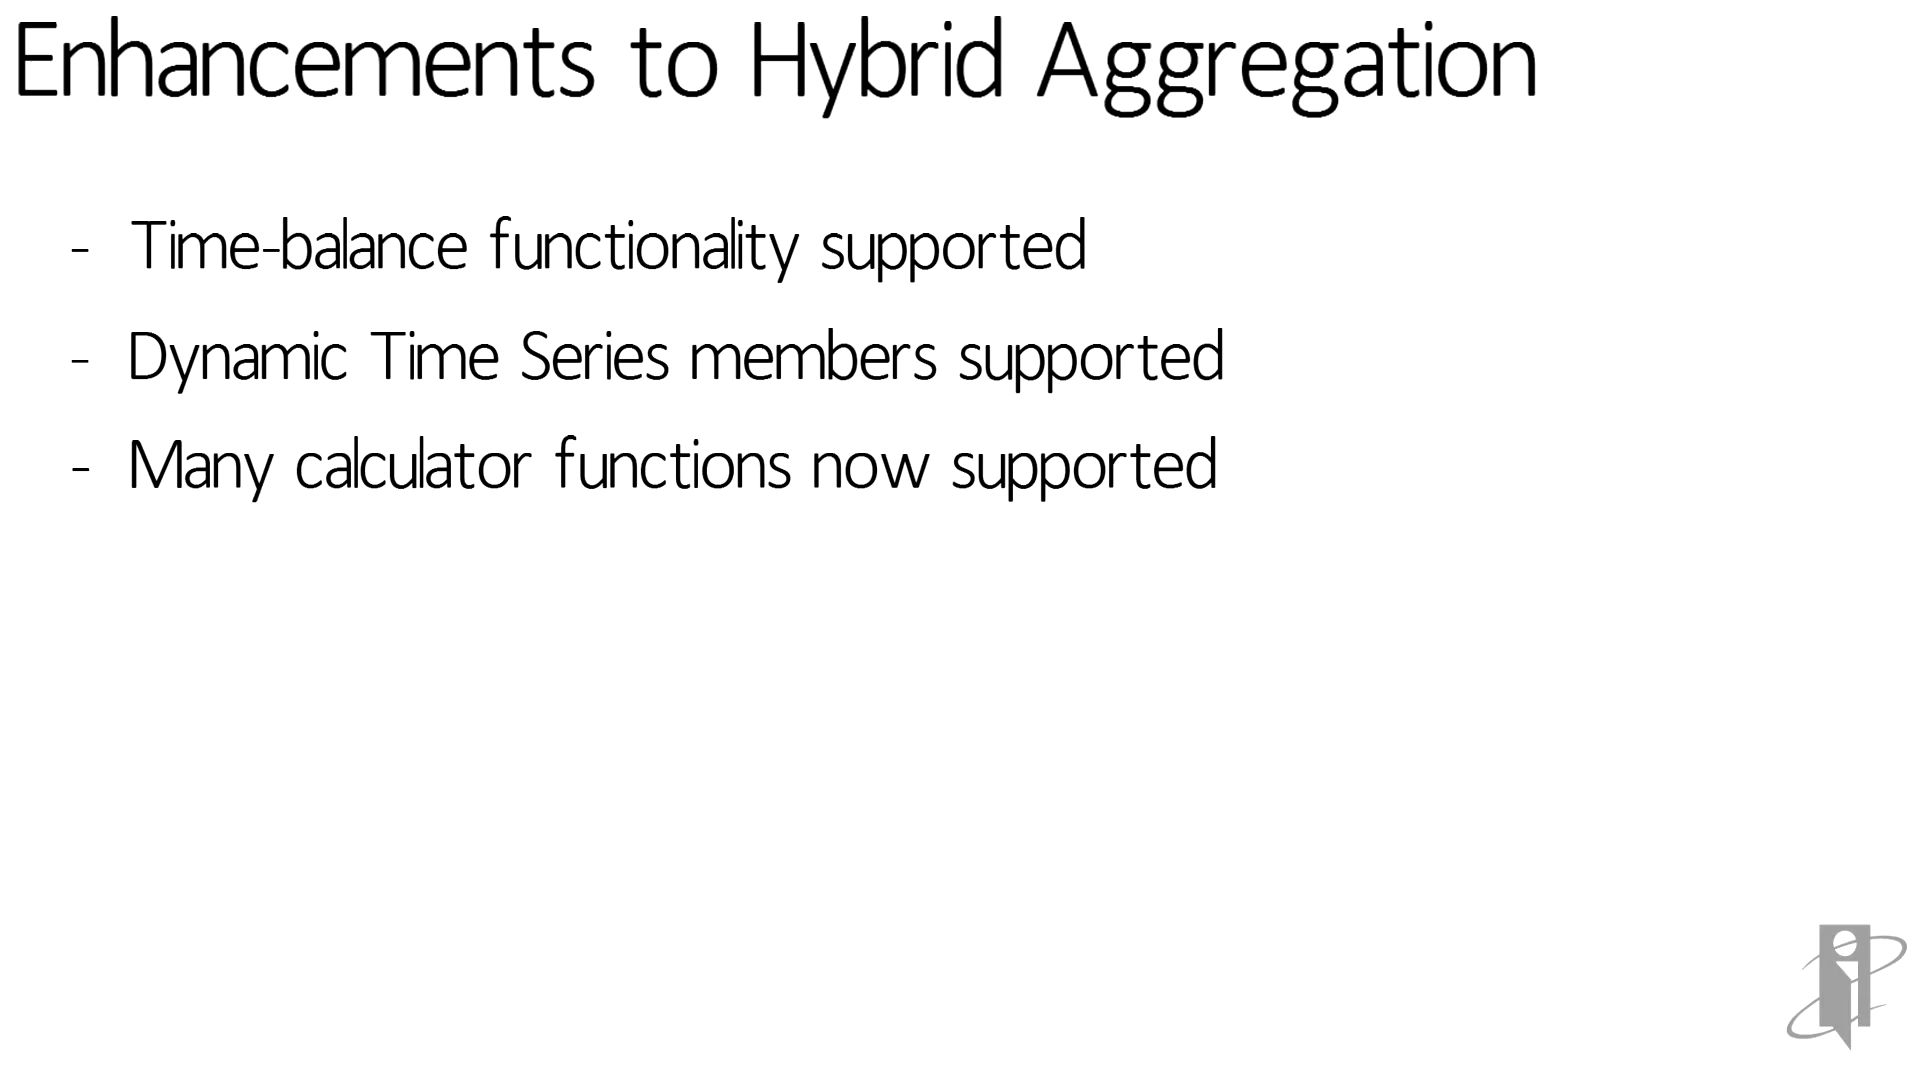 Enhancements to Hybrid Aggregation
- Time-balance functionality supported
- Dynamic Time Series members supported
- Many calculator functions now supported